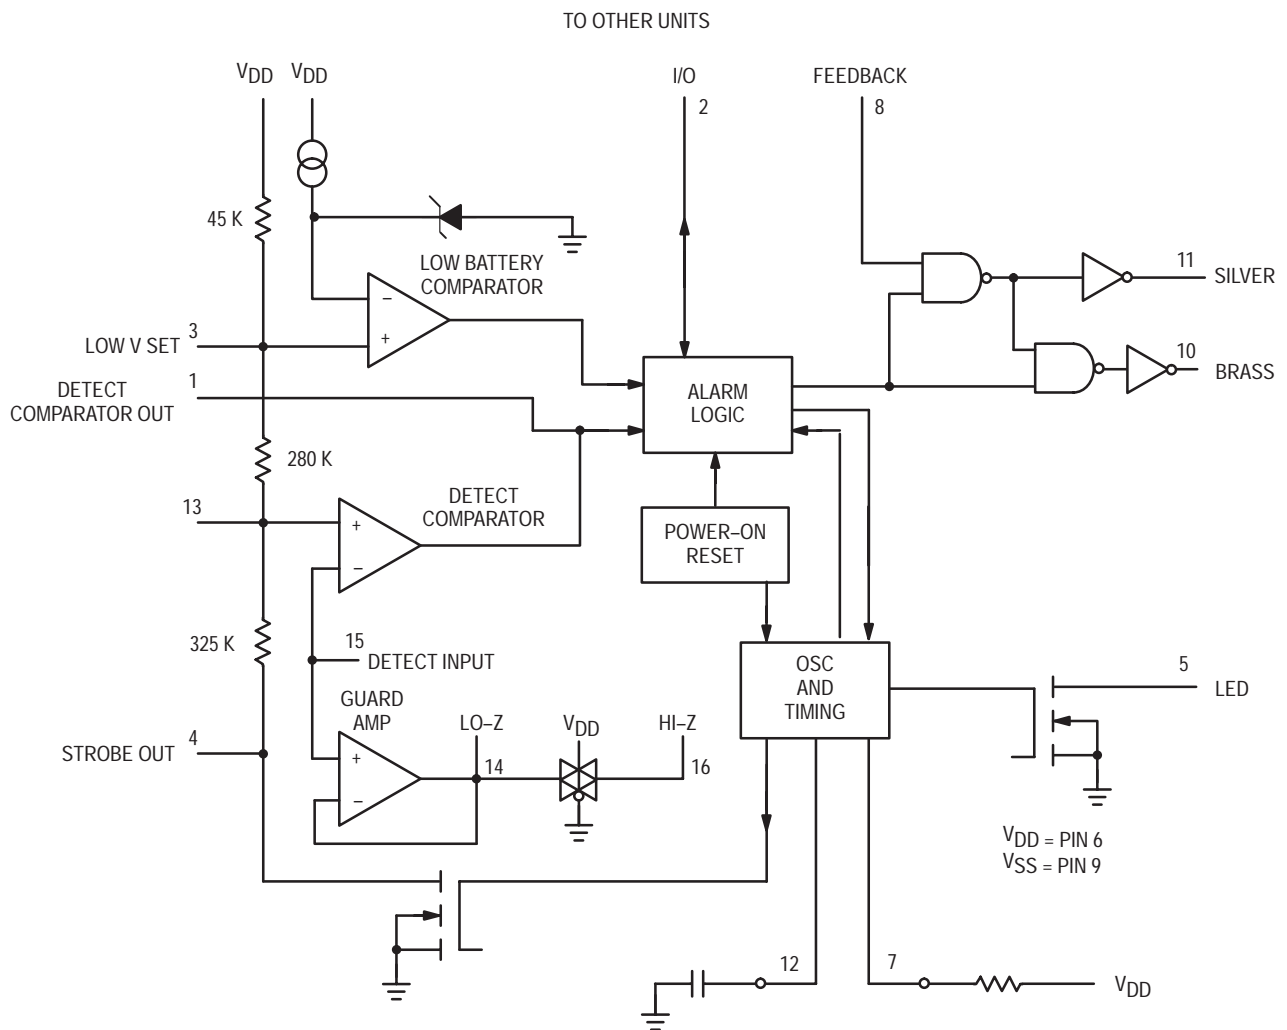 TO OTHER UNITS
VDD VDD
I/O
2
FEEDBACK
8
45 K
LOW BATTERY
COMPARATOR
–
+
11
SILVER
3
LOW V SET
10
BRASS
1
DETECT
COMPARATOR OUT
ALARM
LOGIC
280 K
13
DETECT
COMPARATOR
+
–
POWER–ON
RESET
325 K
15
DETECT INPUT
OSC
AND
TIMING
5
LED
GUARD
AMP
LO–Z
VDD
HI–Z
4
STROBE OUT
+
–
14
16
VDD = PIN 6
VSS = PIN 9
12
7
VDD